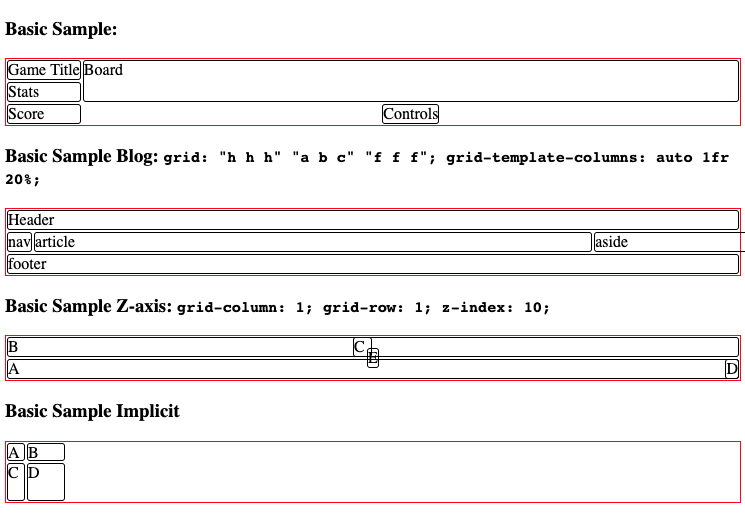 Basic Sample:
Game Title Board
Stats
Score Controls
Basic Sample Blog: grid: "h h h" "a b c" "f f f"; grid-template-columns: auto 1fr
20%;
Header
nav article aside
footer
Basic Sample Z-axis: grid-column: 1; grid-row: 1; z-index: 10;
B C
E
A D
Basic Sample Implicit
A B
C D